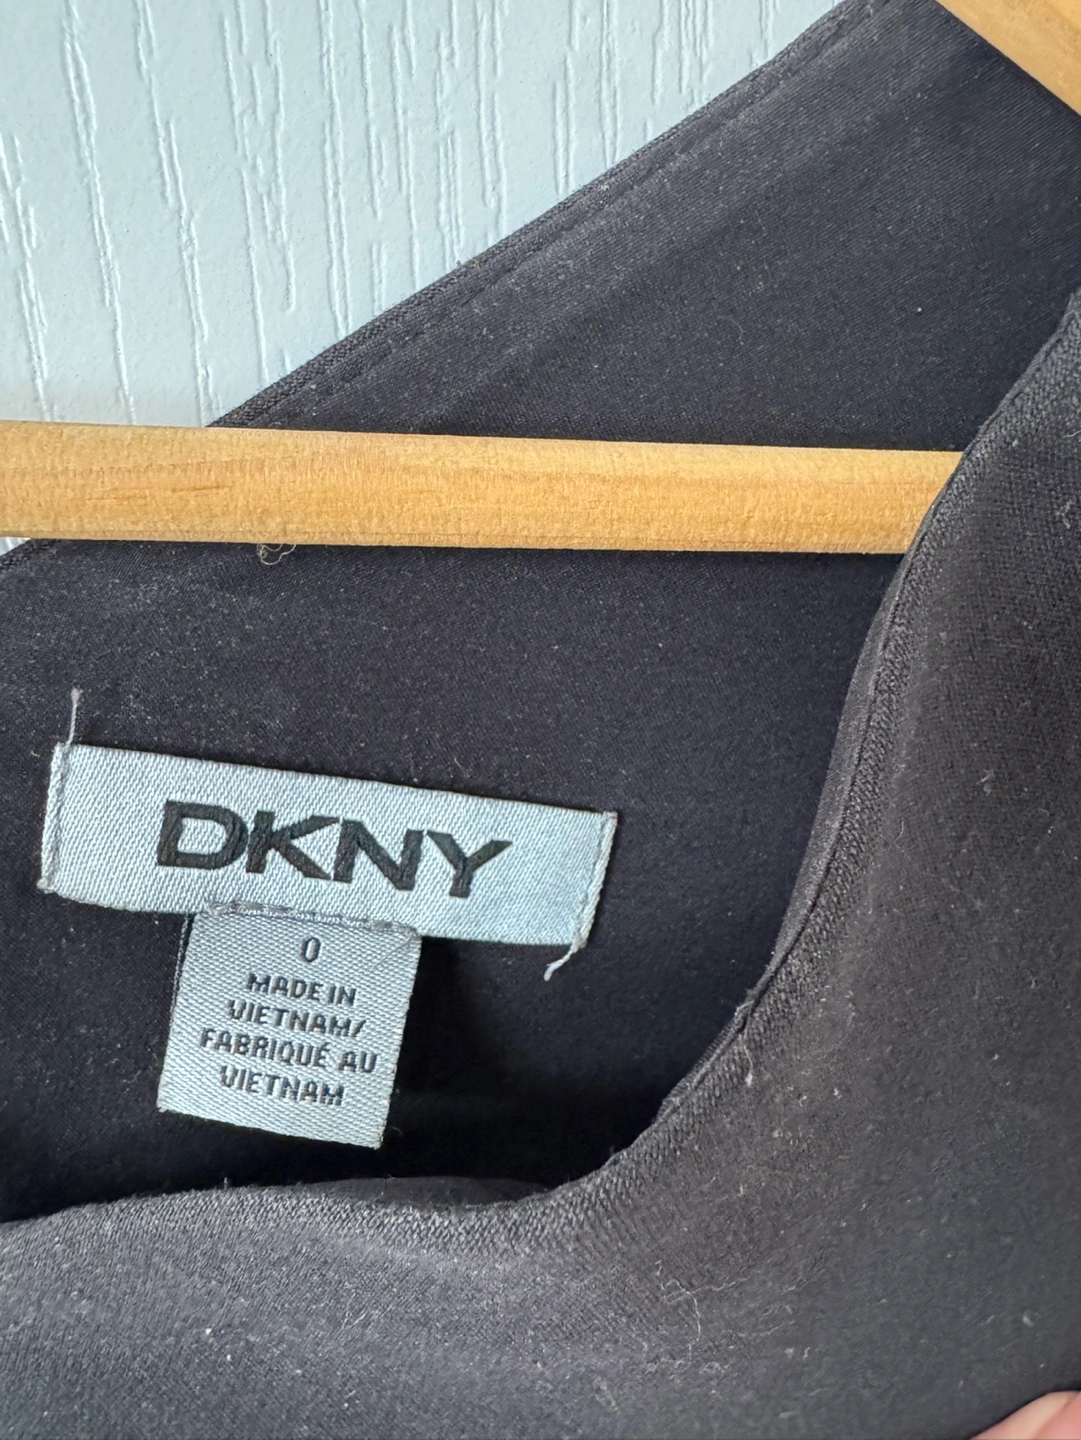 DKNY
0
MADE IN
VIETNAM/
FABRIQUÉ AU
VIETNAM